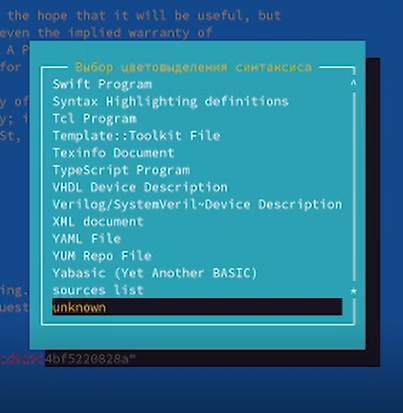 the hope that it will be useful, but
even the implied warranty of
A P
for
Выбор цветовыделения синтаксиса
Swift Program
Syntax Highlighting definitions
Tcl Program
Template::Toolkit File
Texinfo Document
TypeScript Program
VHDL Device Description
Verilog/SystemVeril~Device Description
XML document
YAML File
YUM Repo File
Yabasic (Yet Another BASIC)
sources list
unknown
y of
y; i
St,
ing.
uest
4bf5220828a"